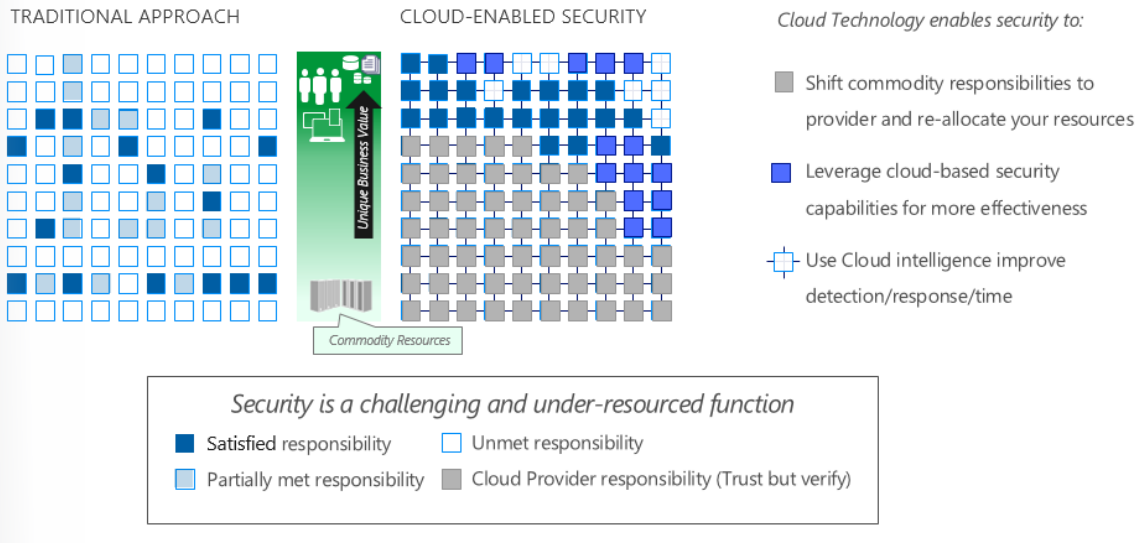 TRADITIONAL APPROACH
CLOUD-ENABLED SECURITY
Cloud Technology enables security to:
Unique Business Value
Commodity Resources
Shift commodity responsibilities to
provider and re-allocate your resources
Leverage cloud-based security
capabilities for more effectiveness
Use Cloud intelligence improve
detection/response/time
Security is a challenging and under-resourced function
Satisfied responsibility
Unmet responsibility
Partially met responsibility
Cloud Provider responsibility (Trust but verify)